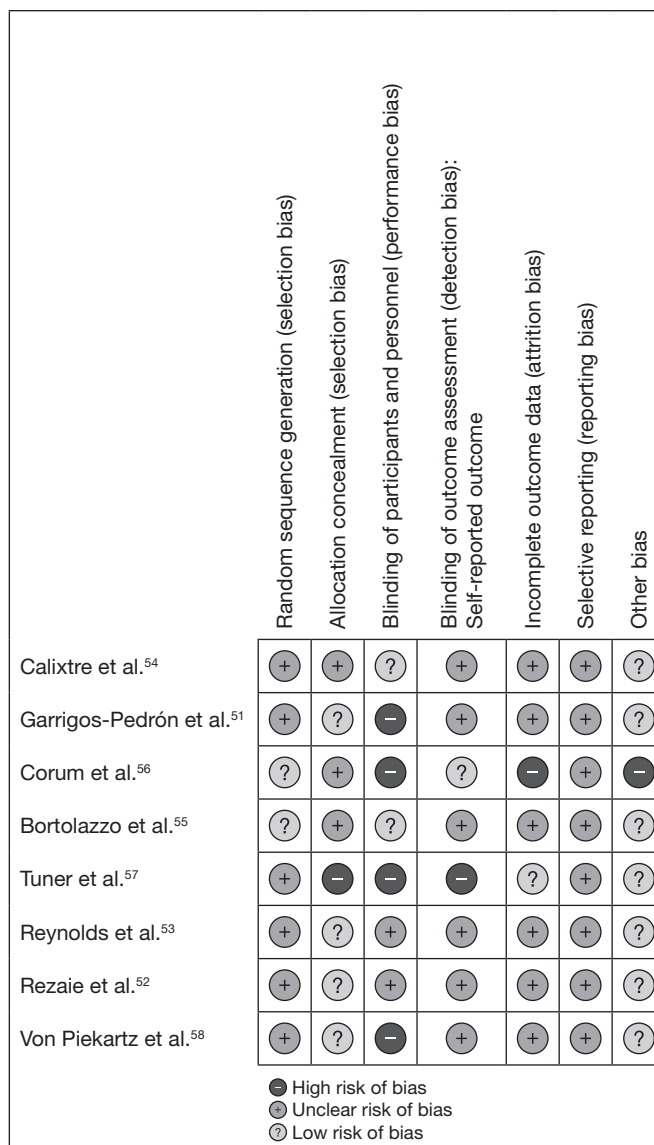 Random sequence generation (selection bias)
Allocation concealment (selection bias)
Blinding of participants and personnel (performance bias)
Blinding of outcome assessment (detection bias):
Self-reported outcome
Incomplete outcome data (attrition bias)
Selective reporting (reporting bias)
Other bias
Calixtre et al.⁵⁴ + + ? + + + ?
Garrigos-Pedrón et al.⁵¹ + ? − + + + ?
Corum et al.⁵⁶ ? + − ? − + −
Bortolazzo et al.⁵⁵ ? + ? + + + ?
Tuner et al.⁵⁷ + − − − ? + ?
Reynolds et al.⁵³ + ? + + + + ?
Rezaie et al.⁵² + ? + + + + ?
Von Piekartz et al.⁵⁸ + ? − + + + ?
− High risk of bias
+ Unclear risk of bias
? Low risk of bias